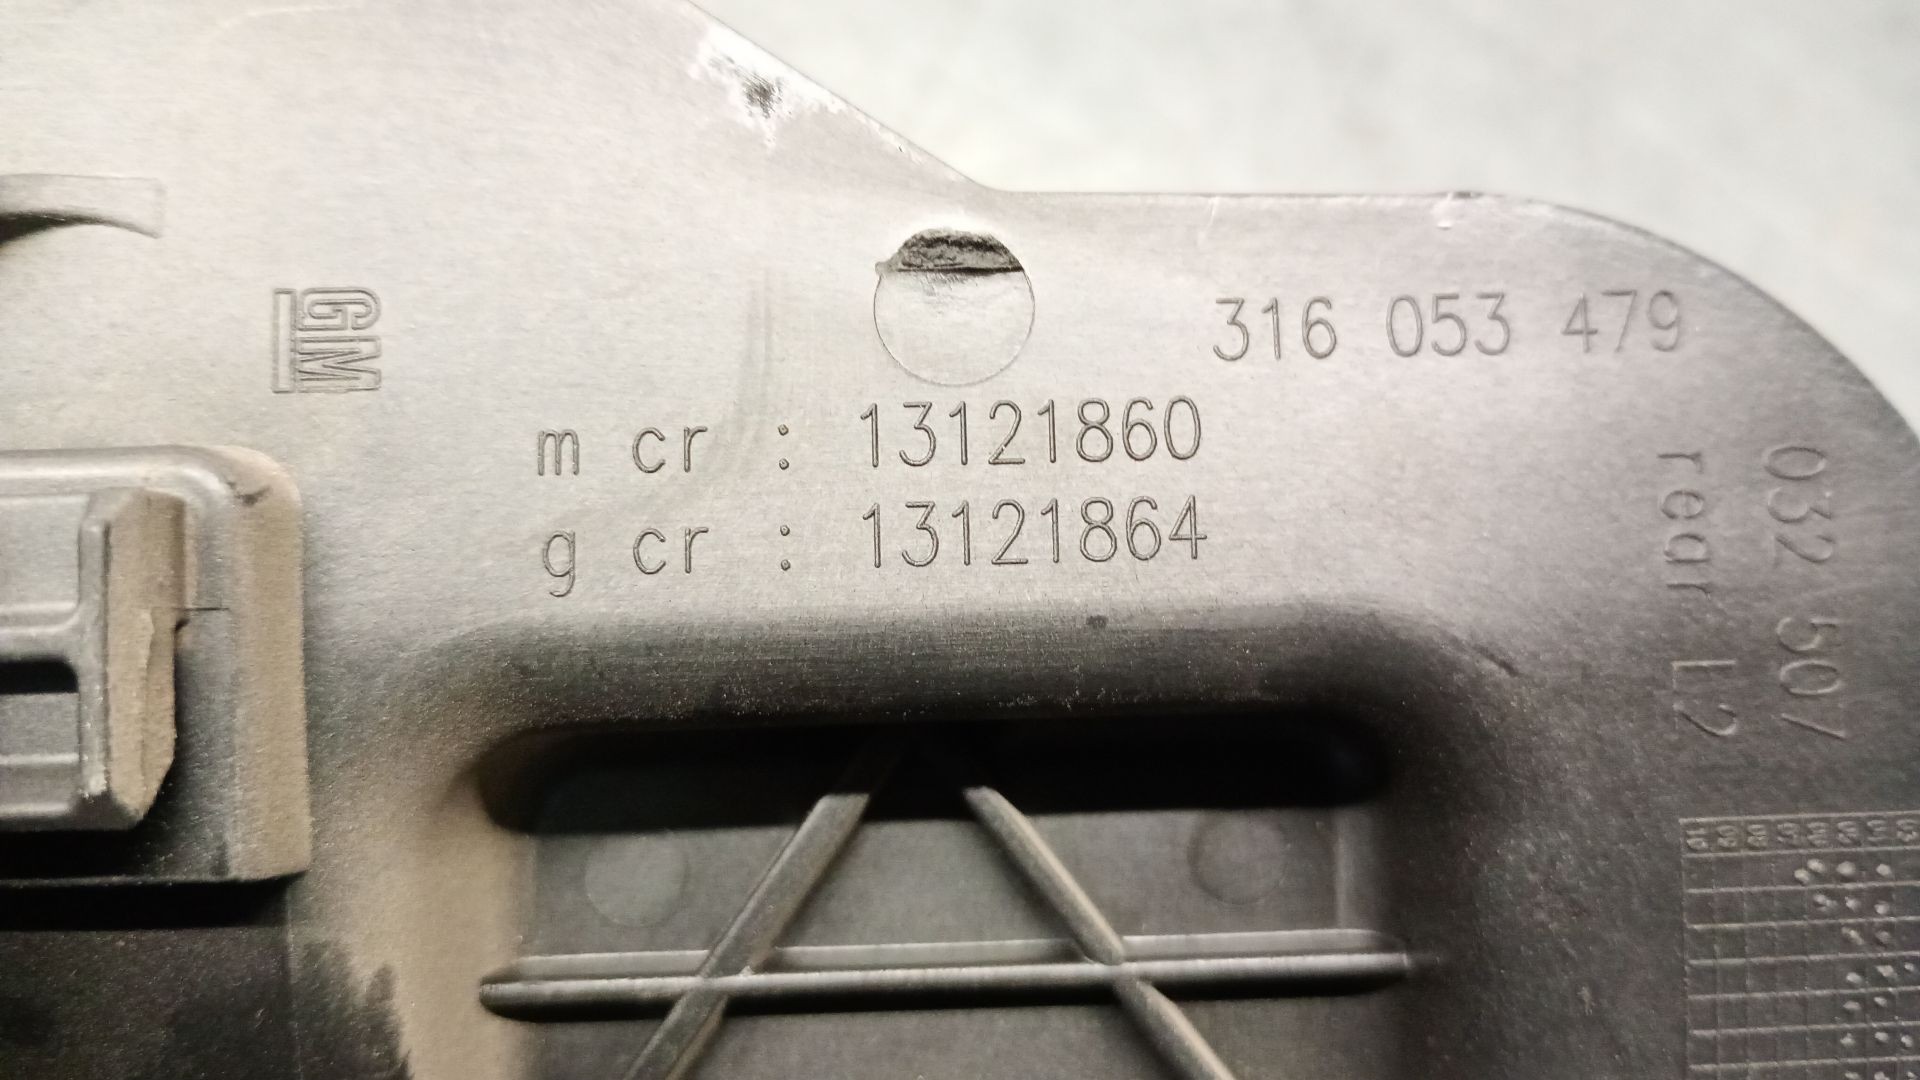 GM
316 053 479
m cr : 13121860
g cr : 13121864
032 507
rear L2